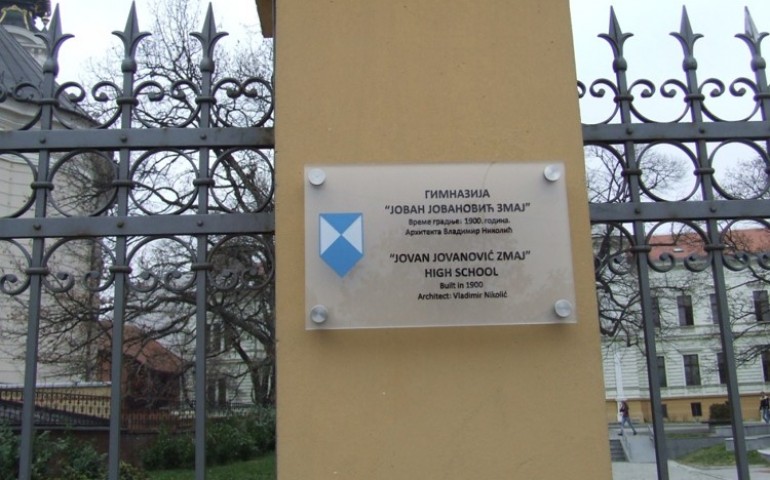 ГИМНАЗИЈА
"ЈОВАН ЈОВАНОВИЋ ЗМАЈ"
Време градње: 1900. година.
Архитекта Владимир Николић
"JOVAN JOVANOVIĆ ZMAJ"
HIGH SCHOOL
Built in 1900
Architect: Vladimir Nikolić